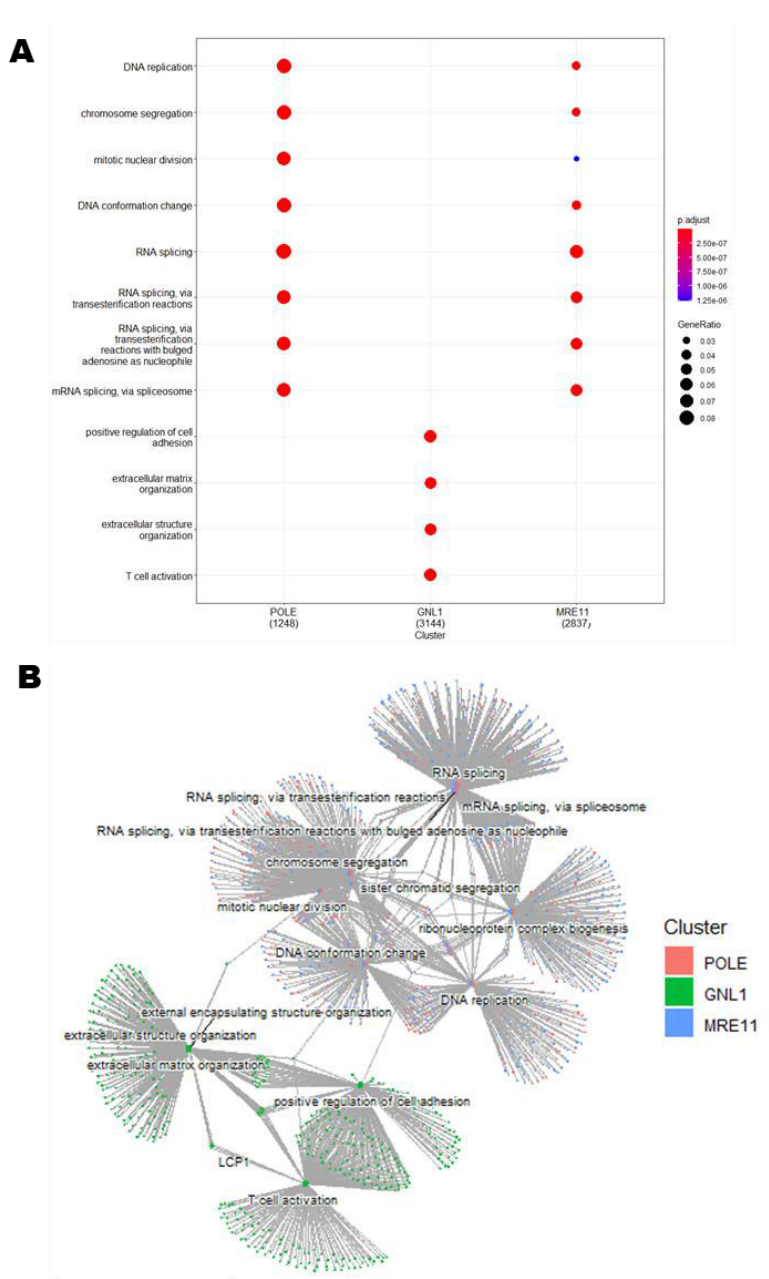 A
DNA replication
chromosome segregation
mitotic nuclear division
DNA conformation change
RNA splicing
RNA splicing, via
transesterification reactions
RNA splicing, via
transesterification
reactions with bulged
adenosine as nucleophile
mRNA splicing, via spliceosome
positive regulation of cell
adhesion
extracellular matrix
organization
extracellular structure
organization
T cell activation
POLE
(1248)
GNL1
(3144)
MRE11
(2837)
Cluster
p.adjust
2.50e-07
5.00e-07
7.50e-07
1.00e-06
1.25e-06
GeneRatio
0.03
0.04
0.05
0.06
0.07
0.08
B
RNA splicing
RNA splicing, via transesterification reactions
mRNA splicing, via spliceosome
RNA splicing, via transesterification reactions with bulged adenosine as nucleophile
chromosome segregation
sister chromatid segregation
mitotic nuclear division
ribonucleoprotein complex biogenesis
DNA conformation change
DNA replication
external encapsulating structure organization
extracellular structure organization
extracellular matrix organization
positive regulation of cell adhesion
LCP1
T cell activation
Cluster
POLE
GNL1
MRE11